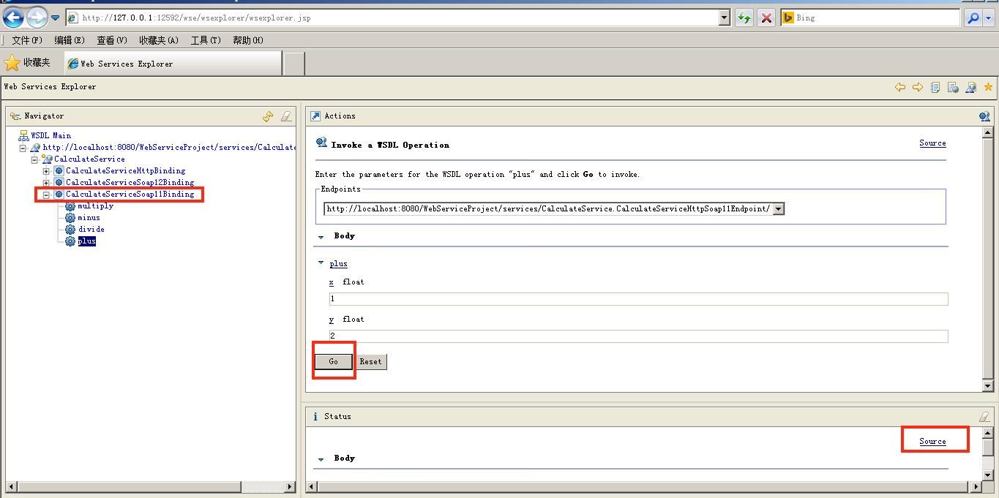 http://127.0.0.1:12592/wse/wsexplorer/wsexplorer.jsp
Bing
文件(F) 编辑(E) 查看(V) 收藏夹(A) 工具(T) 帮助(H)
收藏夹
Web Services Explorer
Web Services Explorer
Navigator
WSDL Main
http://localhost:8080/WebServiceProject/services/Calculate
CalculateService
CalculateServiceHttpBinding
CalculateServiceSoap12Binding
CalculateServiceSoap11Binding
multiply
minus
divide
plus
Actions
Invoke a WSDL Operation
Source
Enter the parameters for the WSDL operation "plus" and click Go to invoke.
Endpoints
http://localhost:8080/WebServiceProject/services/CalculateService.CalculateServiceHttpSoap11Endpoint/
Body
plus
x float
1
y float
2
Go Reset
i Status
Source
Body